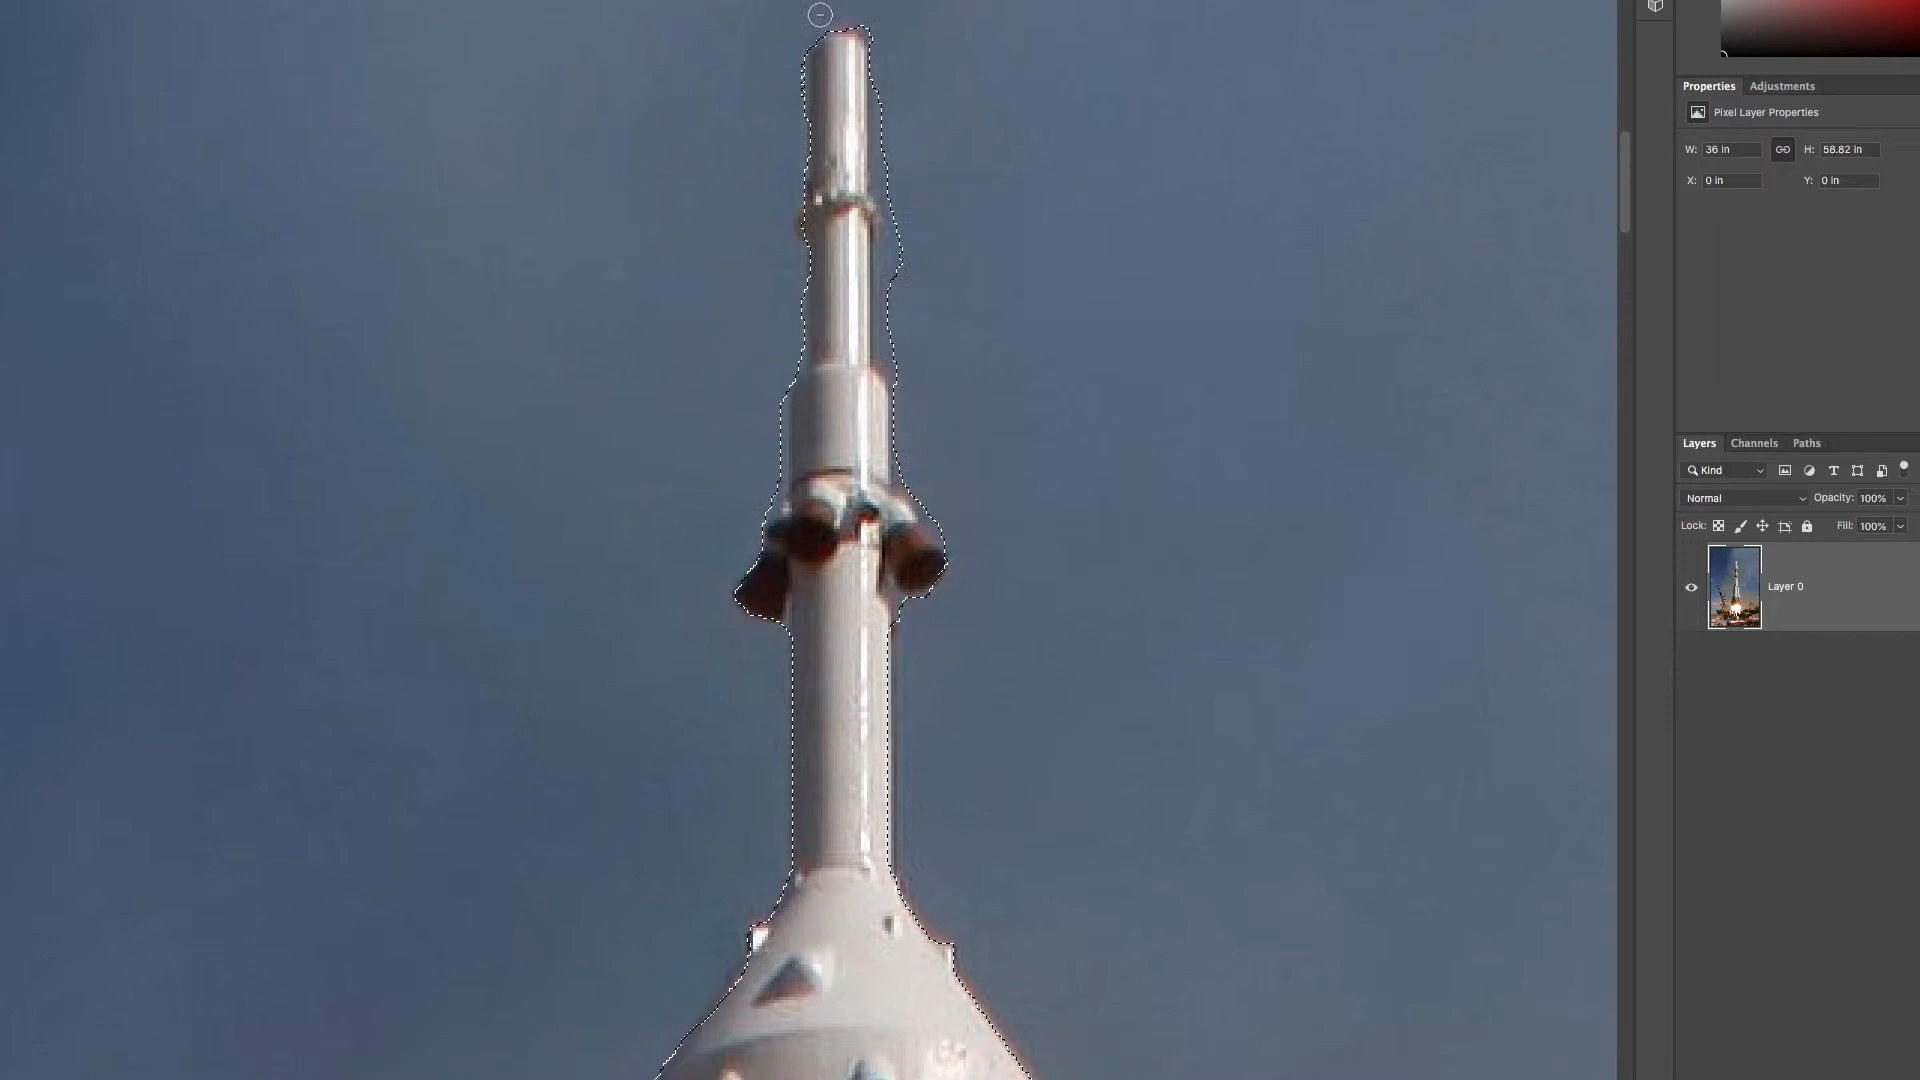 Properties Adjustments
Pixel Layer Properties
W: 36 in H: 58.82 in
X: 0 in Y: 0 in
Layers Channels Paths
Kind
Normal Opacity: 100%
Lock: Fill: 100%
Layer 0